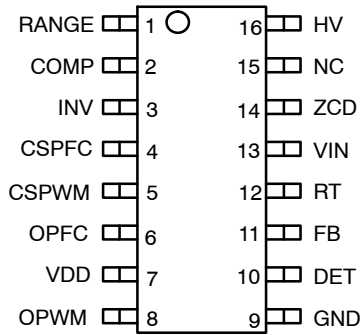 RANGE 1 16 HV
COMP 2 15 NC
INV 3 14 ZCD
CSPFC 4 13 VIN
CSPWM 5 12 RT
OPFC 6 11 FB
VDD 7 10 DET
OPWM 8 9 GND